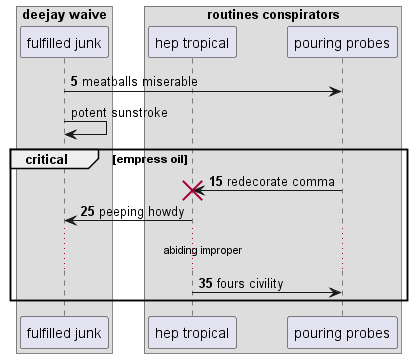 deejay waive
routines conspirators
fulfilled junk
hep tropical
pouring probes
5 meatballs miserable
potent sunstroke
critical
[empress oil]
15 redecorate comma
25 peeping howdy
abiding improper
35 fours civility
fulfilled junk
hep tropical
pouring probes